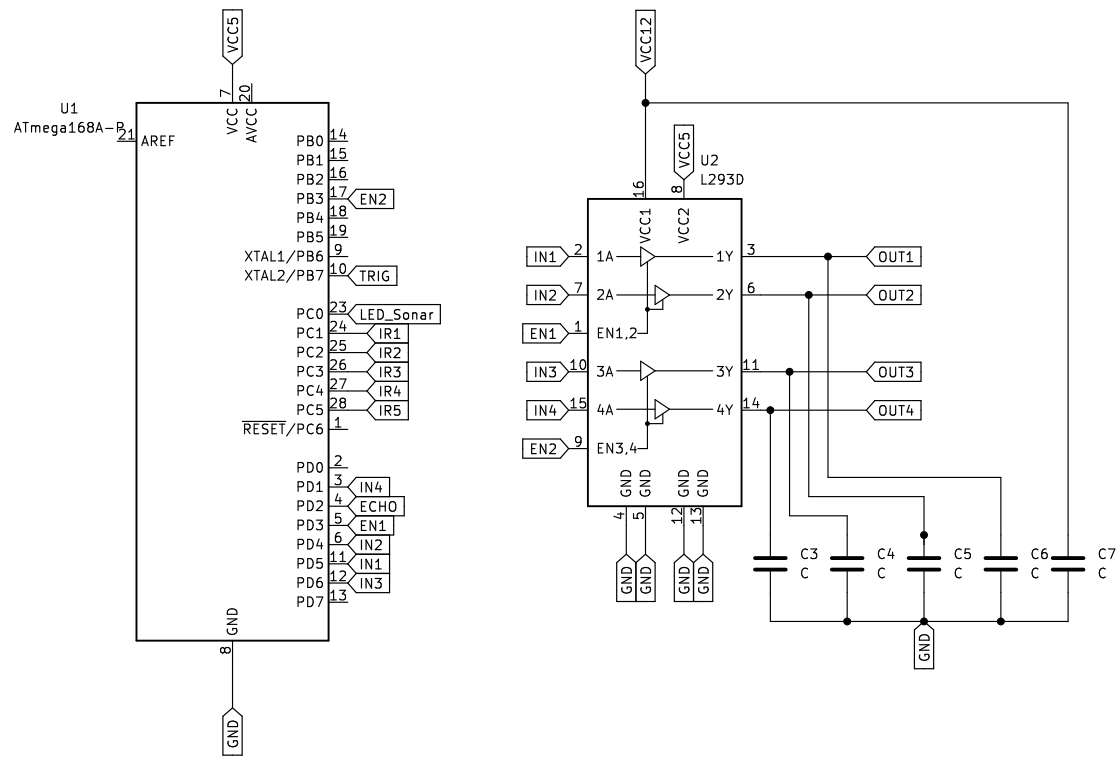 VCC5
7
20
U1
ATmega168A-P
21
AREF
VCC
AVCC
PB0 14
PB1 15
PB2 16
PB3 17 EN2
PB4 18
PB5 19
XTAL1/PB6 9
XTAL2/PB7 10 TRIG
PC0 23 LED_Sonar
PC1 24 IR1
PC2 25 IR2
PC3 26 IR3
PC4 27 IR4
PC5 28 IR5
RESET/PC6 1
PD0 2
PD1 3 IN4
PD2 4 ECHO
PD3 5 EN1
PD4 6 IN2
PD5 11 IN1
PD6 12 IN3
PD7 13
GND
8
GND
VCC12
VCC5
U2
L293D
16
8
VCC1
VCC2
IN1 2 1A 1Y 3 OUT1
IN2 7 2A 2Y 6 OUT2
EN1 1 EN1,2
IN3 10 3A 3Y 11 OUT3
IN4 15 4A 4Y 14 OUT4
EN2 9 EN3,4
GND GND GND GND
4 5 12 13
GND GND GND GND
C3 C4 C5 C6 C7
C C C C C
GND